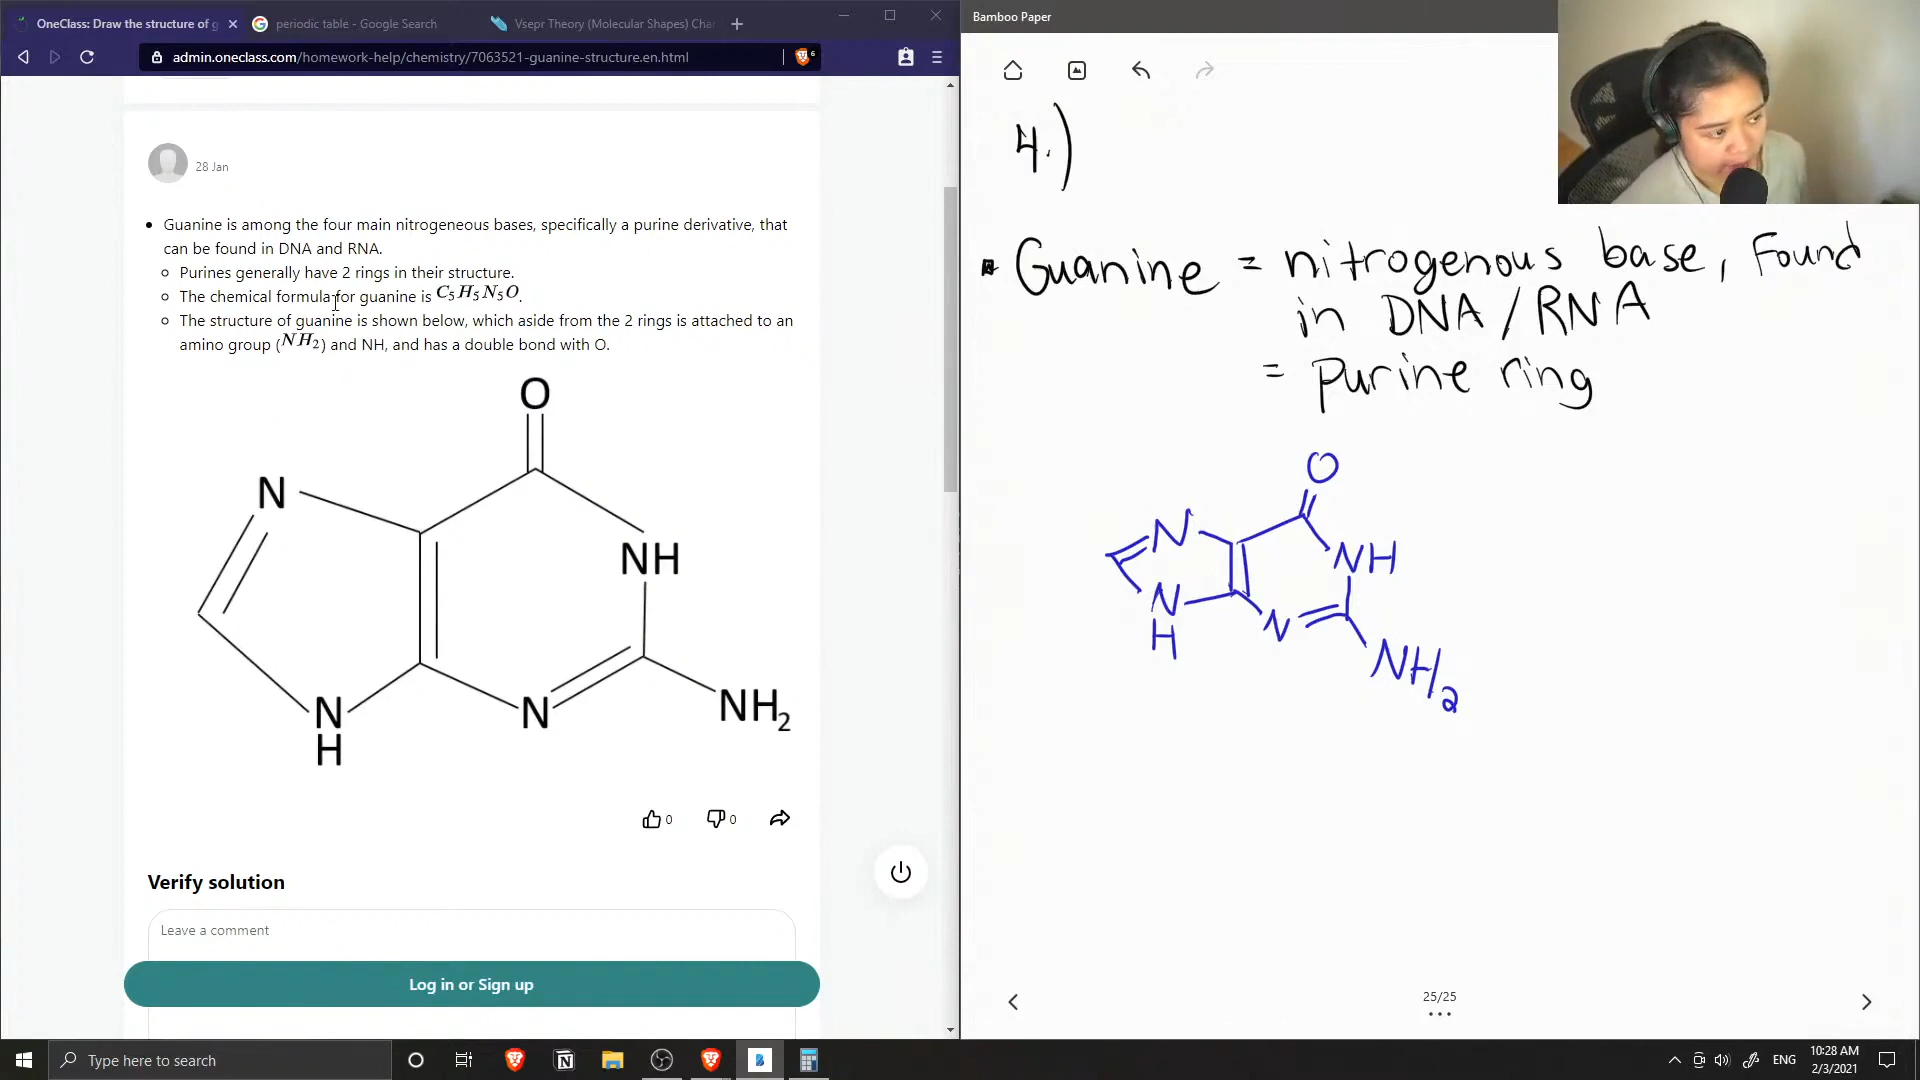 OneClass: Draw the structure of g
periodic table - Google Search
Vsepr Theory (Molecular Shapes) Cha
admin.oneclass.com/homework-help/chemistry/7063521-guanine-structure.en.html
6
28 Jan
Guanine is among the four main nitrogeneous bases, specifically a purine derivative, that
can be found in DNA and RNA.
Purines generally have 2 rings in their structure.
The chemical formula for guanine is C5H5N5O.
The structure of guanine is shown below, which aside from the 2 rings is attached to an
amino group (NH2) and NH, and has a double bond with O.
O
N
NH
N
H
N
NH2
0
0
Verify solution
Leave a comment
Log in or Sign up
Bamboo Paper
4.)
Guanine = nitrogenous base, Found
in DNA/RNA
= purine ring
O
N
NH
N
H
N
NH2
25/25
Type here to search
N
B
ENG
10:28 AM
2/3/2021